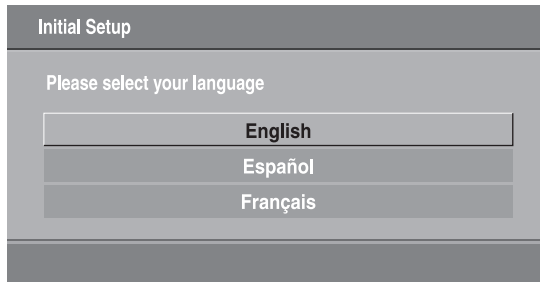 Initial Setup
Please select your language
English
Español
Français